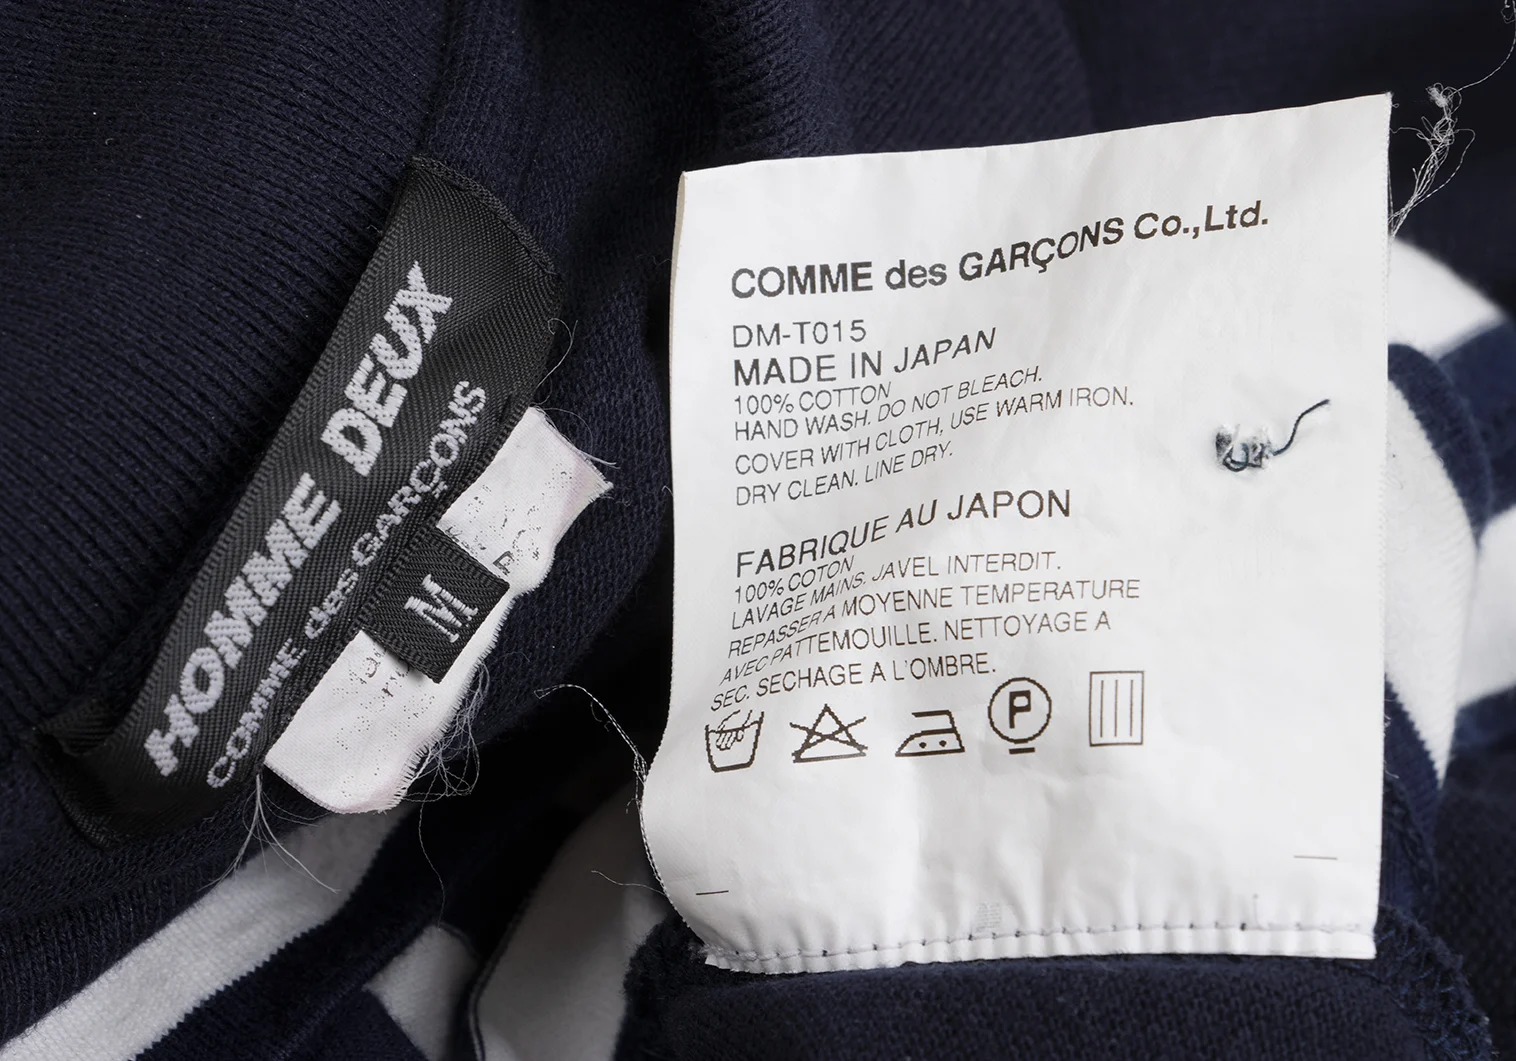 HOMME DEUX
COMME des GARÇONS
M
COMME des GARÇONS Co.,Ltd.
DM-T015
MADE IN JAPAN
100% COTTON
HAND WASH. DO NOT BLEACH.
COVER WITH CLOTH, USE WARM IRON.
DRY CLEAN. LINE DRY.
FABRIQUE AU JAPON
100% COTON
LAVAGE MAINS. JAVEL INTERDIT.
REPASSER A MOYENNE TEMPERATURE
AVEC PATTEMOUILLE. NETTOYAGE A
SEC. SECHAGE A L'OMBRE.
P